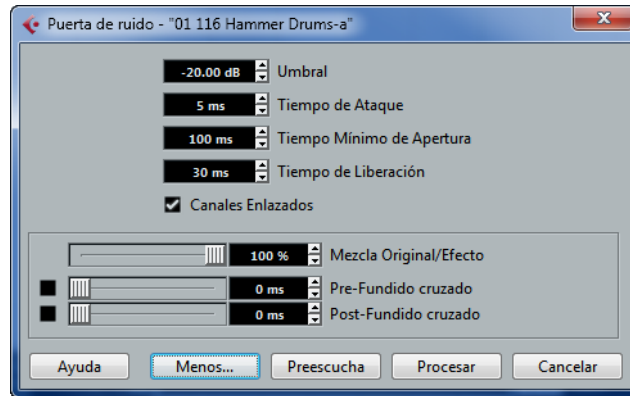 Puerta de ruido - "01 116 Hammer Drums-a"
-20.00 dB Umbral
5 ms Tiempo de Ataque
100 ms Tiempo Mínimo de Apertura
30 ms Tiempo de Liberación
Canales Enlazados
100 % Mezcla Original/Efecto
0 ms Pre-Fundido cruzado
0 ms Post-Fundido cruzado
Ayuda Menos... Preescucha Procesar Cancelar